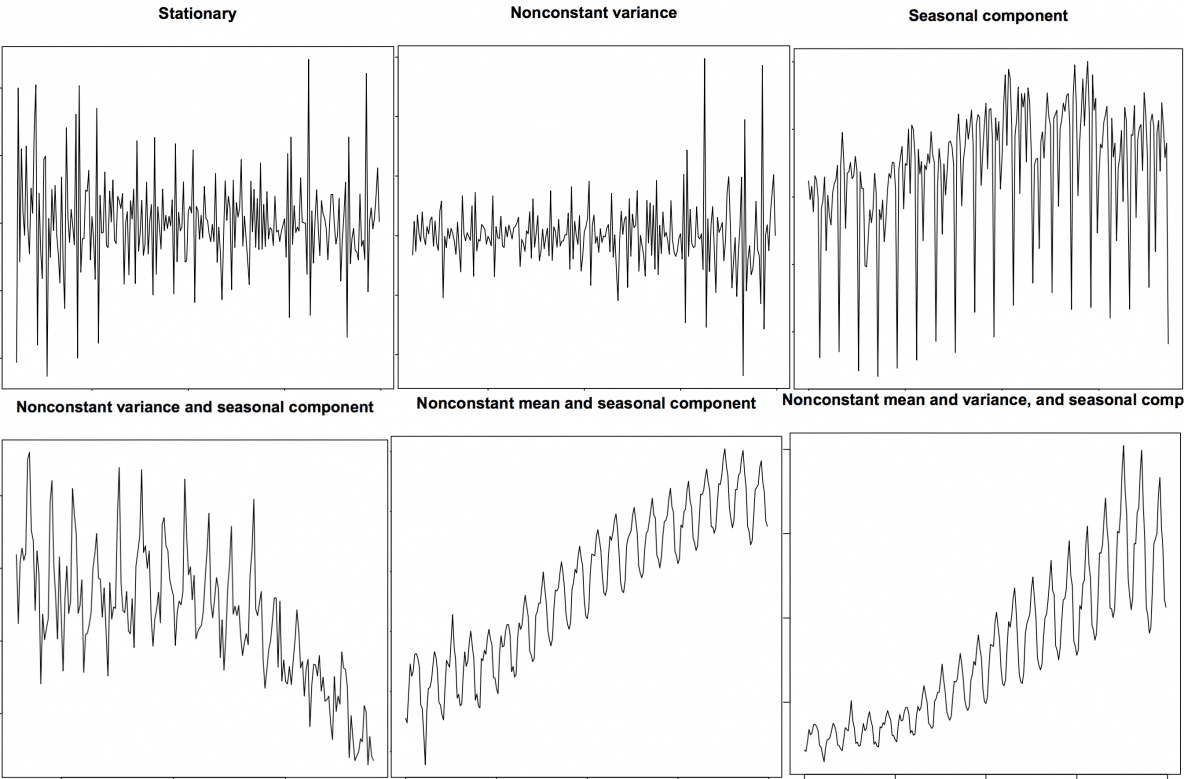 Stationary
Nonconstant variance
Seasonal component
Nonconstant variance and seasonal component
Nonconstant mean and seasonal component
Nonconstant mean and variance, and seasonal comp